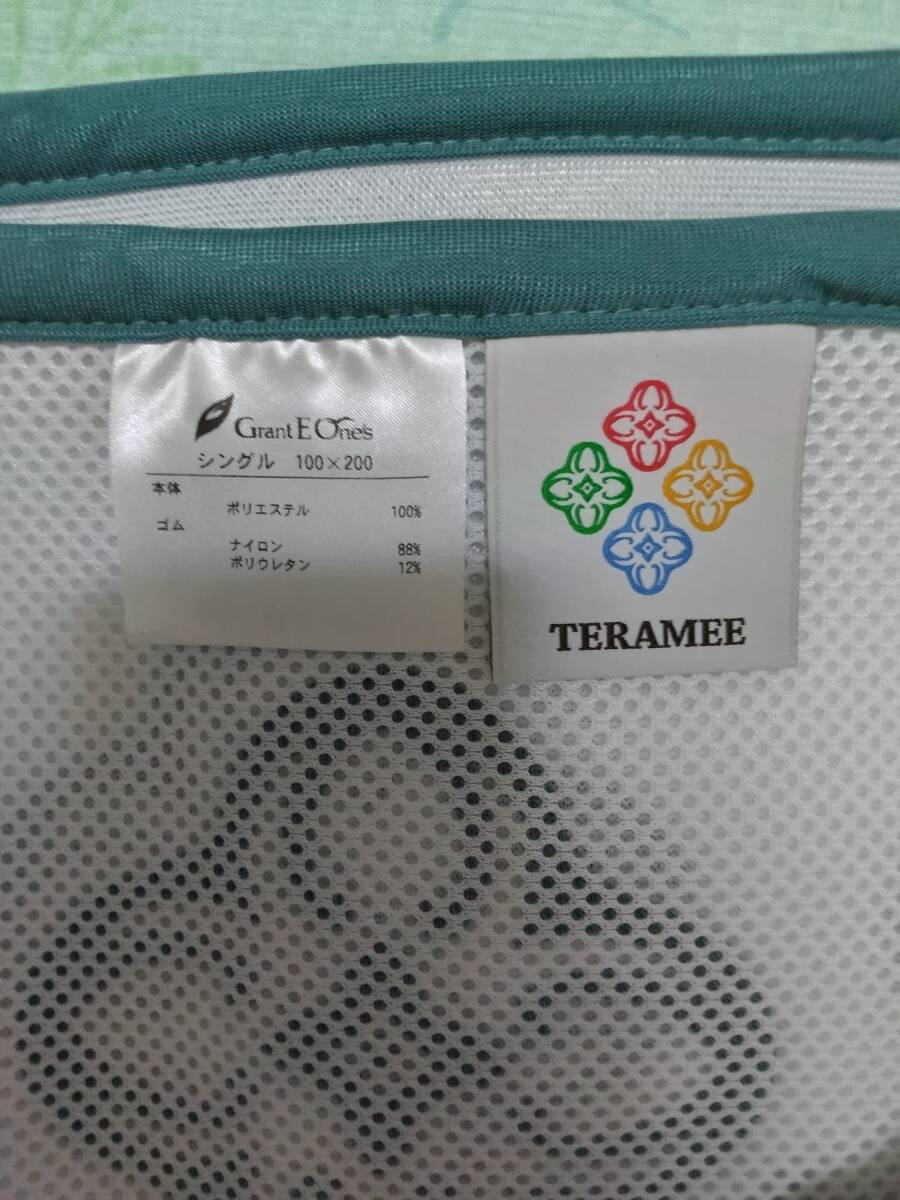 Grant E One's
シングル 100×200
本体
ポリエステル 100%
ゴム
ナイロン 88%
ポリウレタン 12%
TERAMEE